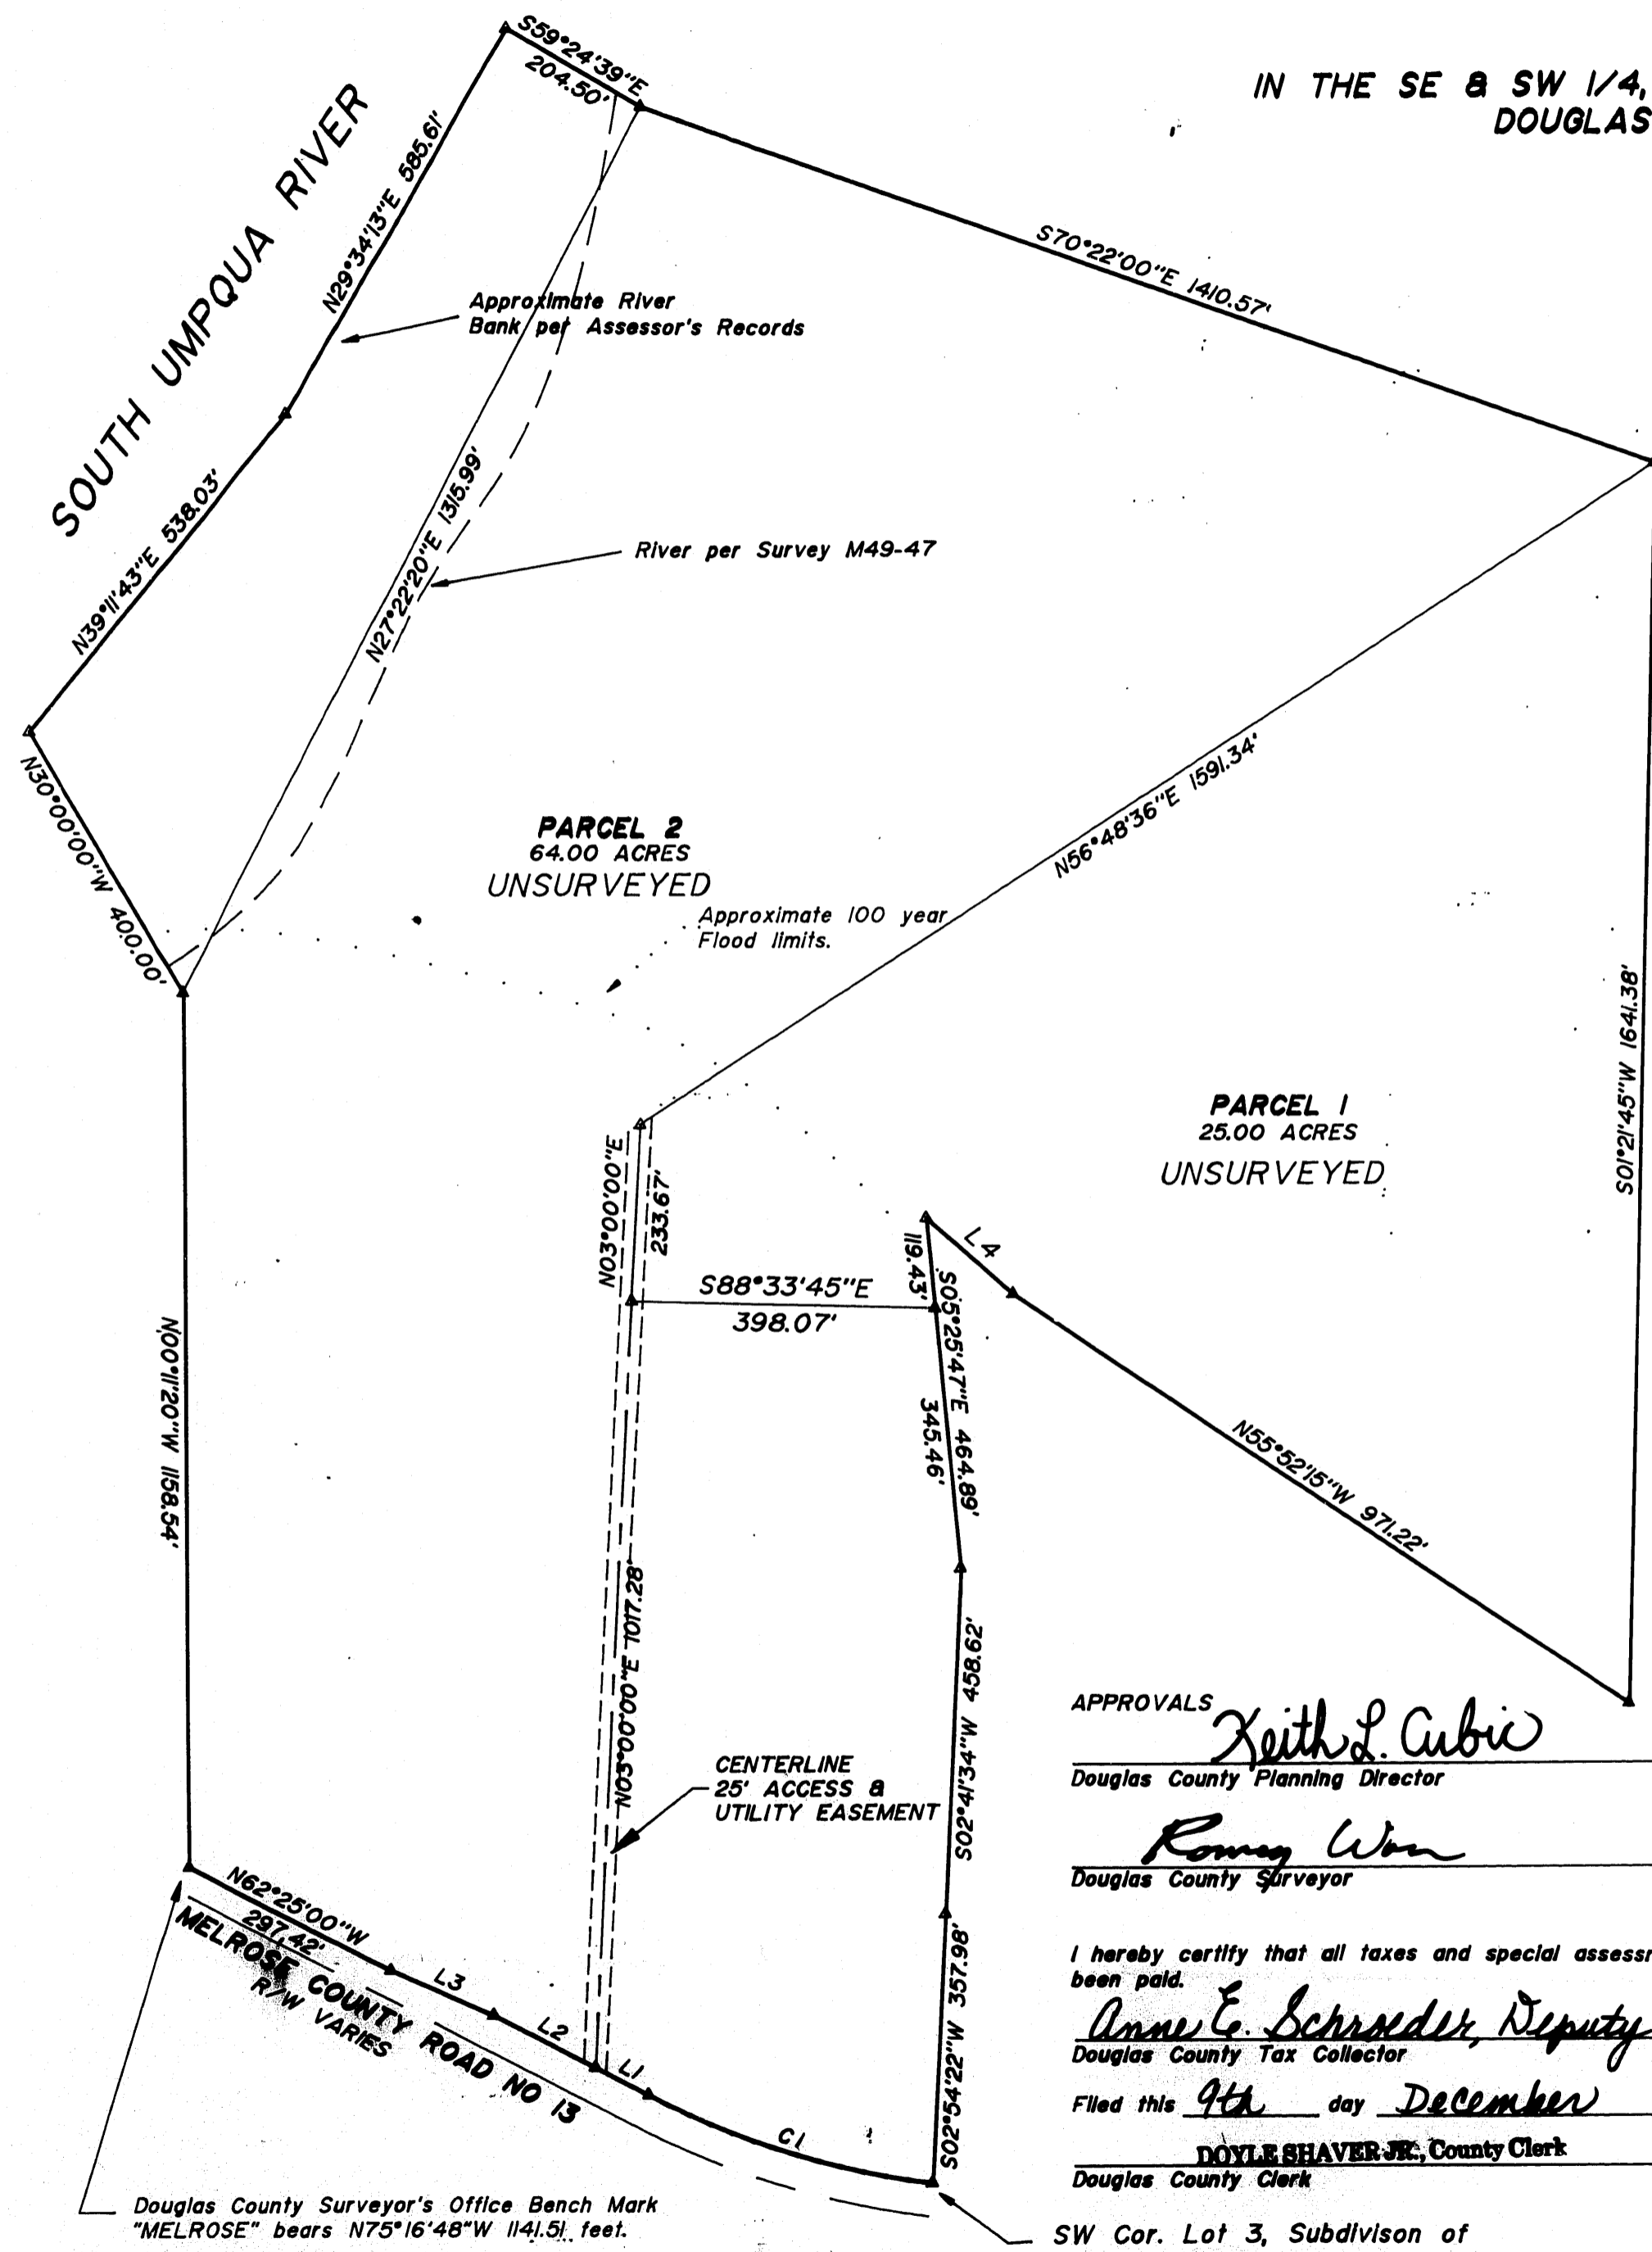 IN THE SE & SW 1/4,
DOUGLAS
S59°24'39"E
204.50'
SOUTH UMPQUA RIVER
N29°34'13"E 585.61'
S70°22'00"E 1410.57'
Approximate River
Bank per Assessor's Records
N27°22'20"E 1315.99'
N39°11'43"E 538.03'
River per Survey M49-47
N30°00'00"W 400.00'
N56°48'36"E 1591.34'
PARCEL 2
64.00 ACRES
UNSURVEYED
Approximate 100 year
Flood limits.
S01°21'45"W 1641.38'
PARCEL 1
25.00 ACRES
UNSURVEYED
N03°00'00"E
233.67'
119.43'
L4
S88°33'45"E
398.07'
S05°25'47"E 464.89'
345.46'
N00°11'20"W 1158.54'
N55°52'15"W 971.22'
N03°00'00"E 1017.28'
S02°41'34"W 458.62'
CENTERLINE
25' ACCESS &
UTILITY EASEMENT
APPROVALS
Keith L. Cubic
Douglas County Planning Director
Douglas County Surveyor
N62°25'00"W
297.42'
L3
L2
L1
C1
MELROSE COUNTY ROAD NO 13
R/W VARIES
S02°54'22"W 357.98'
I hereby certify that all taxes and special assessm
been paid.
Anne E. Schroeder, Deputy
Douglas County Tax Collector
Filed this 9th day December
DOYLE SHAVER JR., County Clerk
Douglas County Clerk
Douglas County Surveyor's Office Bench Mark
"MELROSE" bears N75°16'48"W 1141.51 feet.
SW Cor. Lot 3, Subdivison of